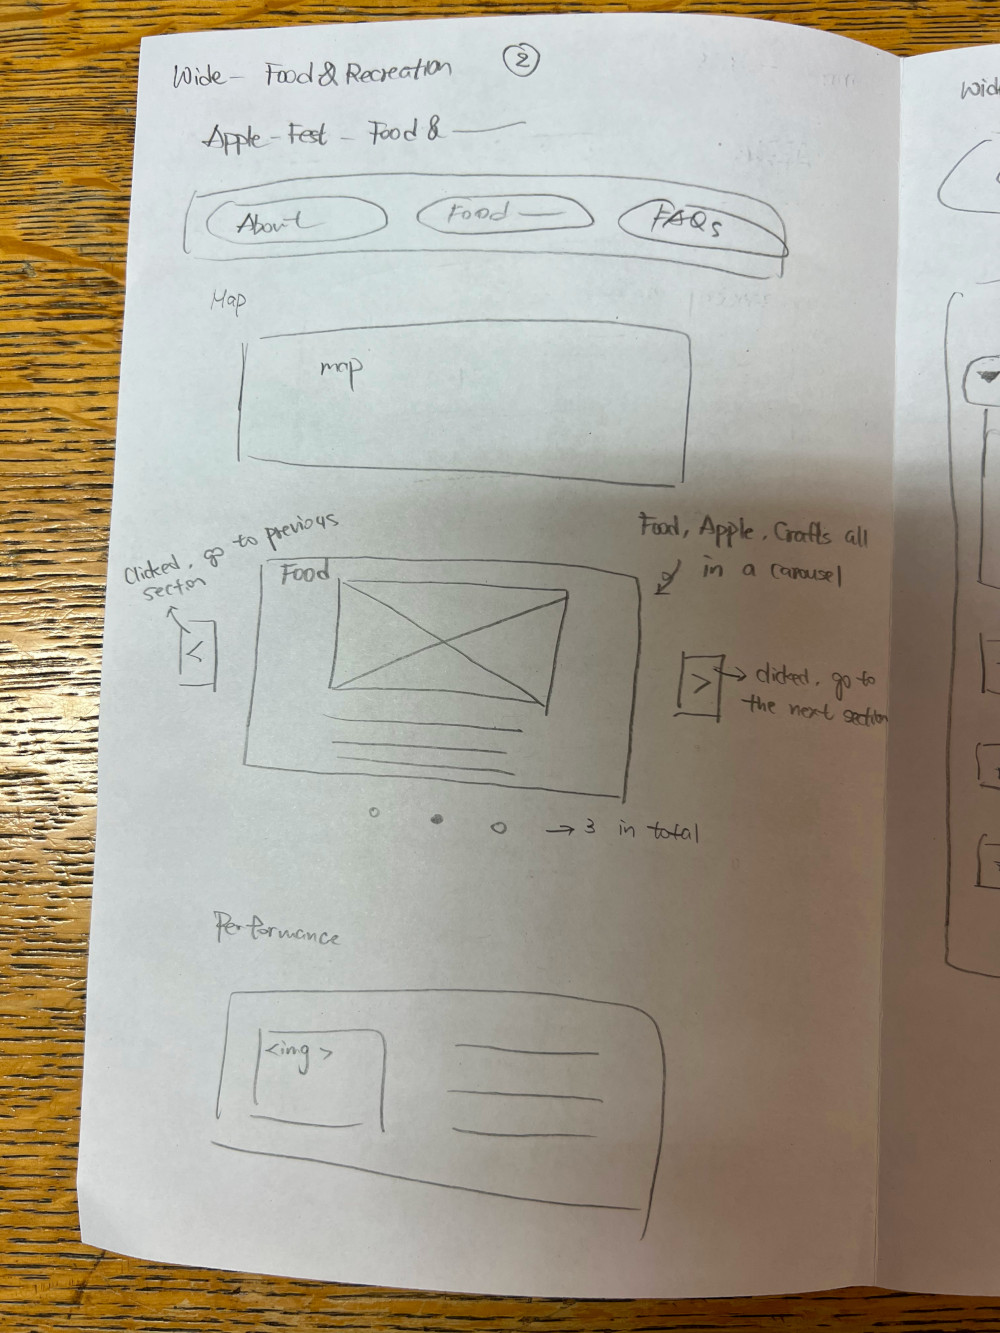 Wide - Food & Recreation ②
Apple-Fest - Food &
About
Food
FAQs
Map
map
Clicked, go to previous
section
<
Food
Food, Apple, Crafts all
in a carousel
>
clicked, go to
the next section
→ 3 in total
Performance
<img>
Wid